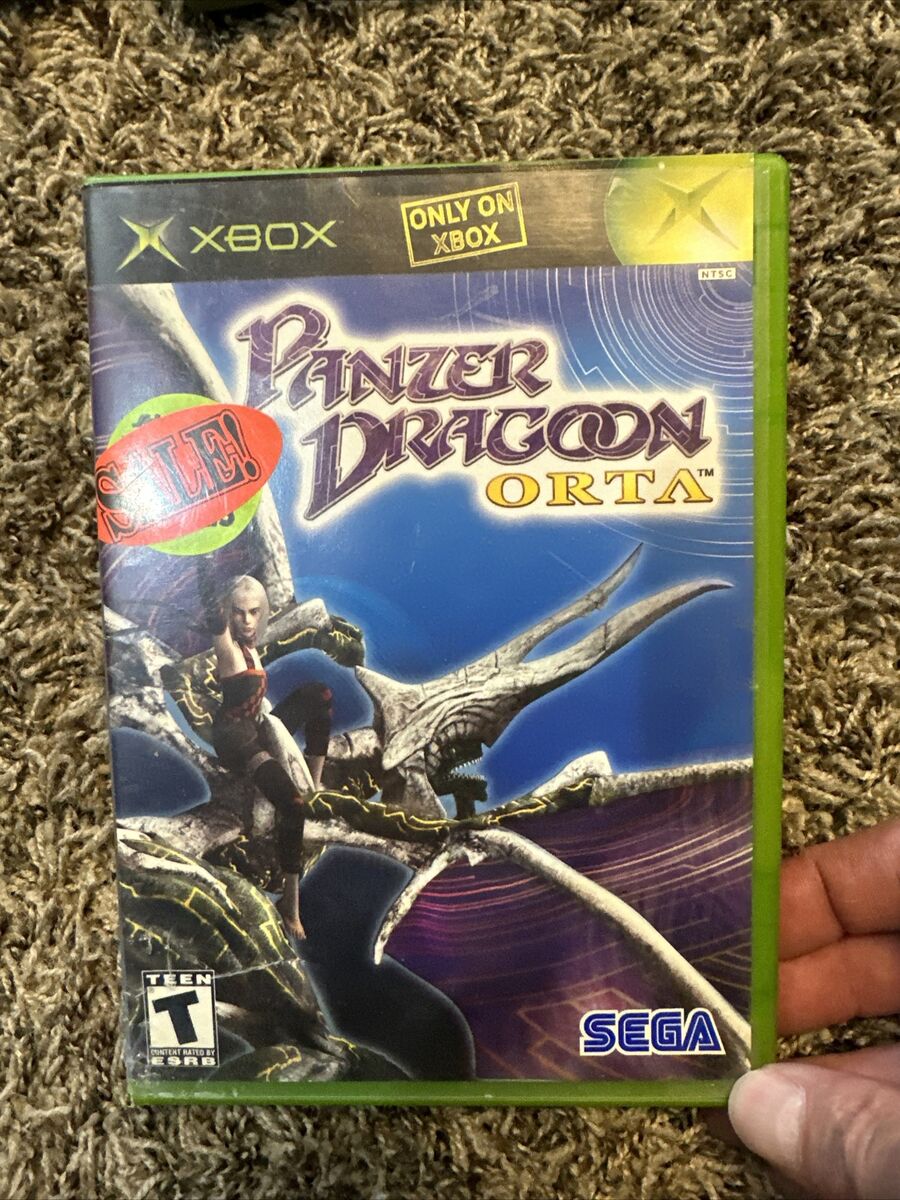 XBOX
ONLY ON
XBOX
NTSC
PANZER
DRAGOON
ORTA™
SALE!
TEEN
T
CONTENT RATED BY
ESRB
SEGA